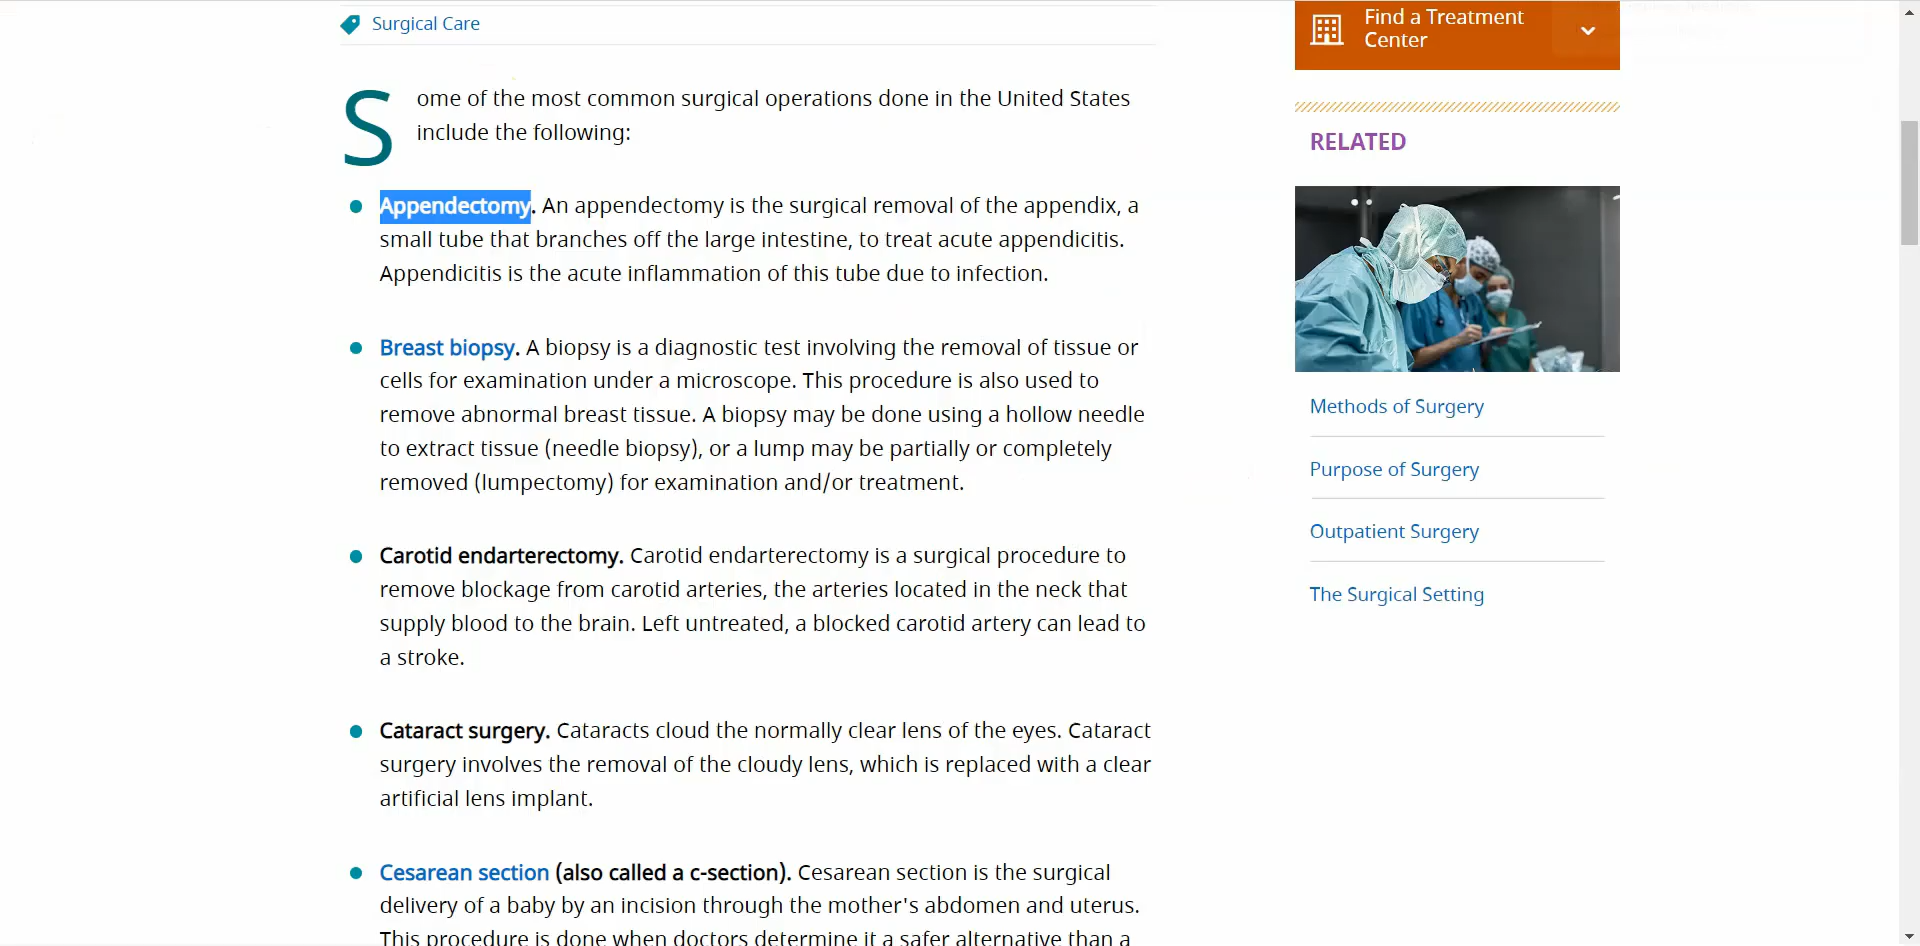 Surgical Care
Some of the most common surgical operations done in the United States
include the following:
Appendectomy. An appendectomy is the surgical removal of the appendix, a
small tube that branches off the large intestine, to treat acute appendicitis.
Appendicitis is the acute inflammation of this tube due to infection.
Breast biopsy. A biopsy is a diagnostic test involving the removal of tissue or
cells for examination under a microscope. This procedure is also used to
remove abnormal breast tissue. A biopsy may be done using a hollow needle
to extract tissue (needle biopsy), or a lump may be partially or completely
removed (lumpectomy) for examination and/or treatment.
Carotid endarterectomy. Carotid endarterectomy is a surgical procedure to
remove blockage from carotid arteries, the arteries located in the neck that
supply blood to the brain. Left untreated, a blocked carotid artery can lead to
a stroke.
Cataract surgery. Cataracts cloud the normally clear lens of the eyes. Cataract
surgery involves the removal of the cloudy lens, which is replaced with a clear
artificial lens implant.
Cesarean section (also called a c-section). Cesarean section is the surgical
delivery of a baby by an incision through the mother's abdomen and uterus.
This procedure is done when doctors determine it a safer alternative than a
Find a Treatment
Center
RELATED
Methods of Surgery
Purpose of Surgery
Outpatient Surgery
The Surgical Setting